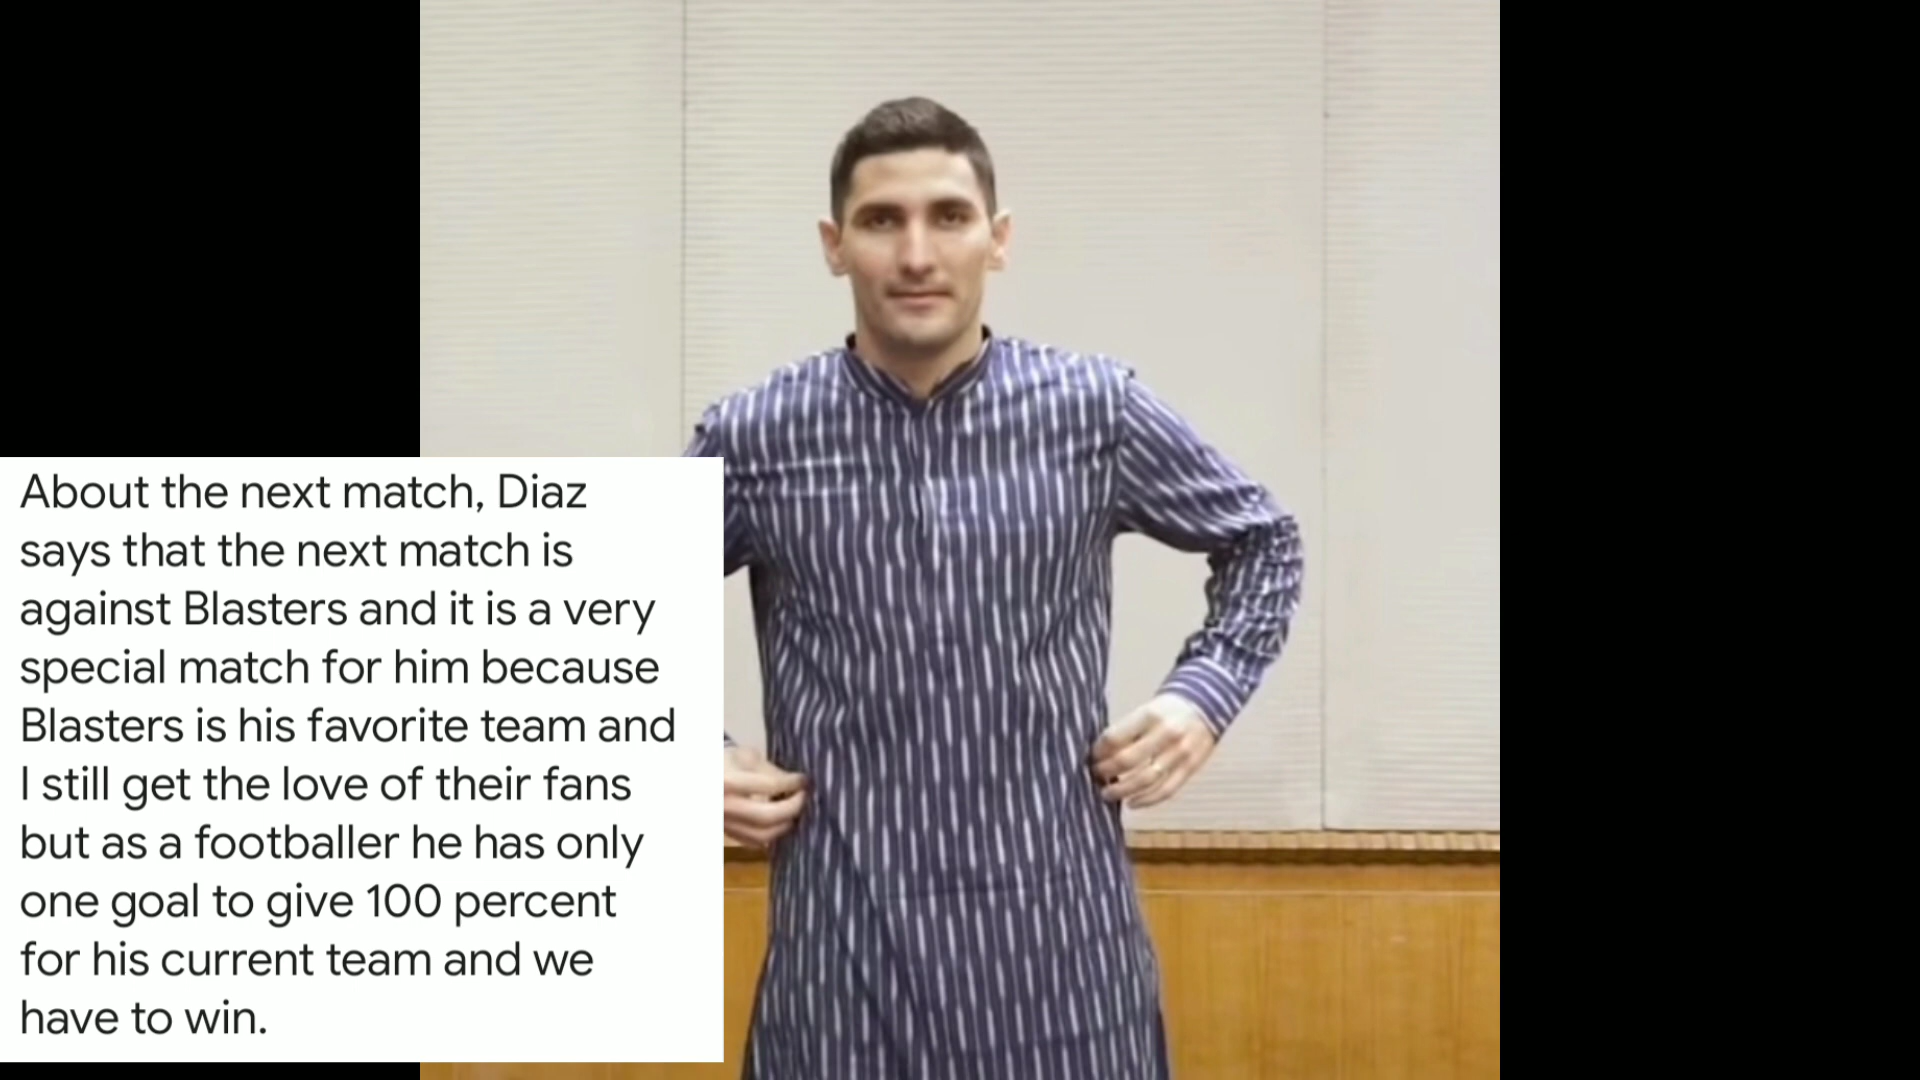 About the next match, Diaz
says that the next match is
against Blasters and it is a very
special match for him because
Blasters is his favorite team and
I still get the love of their fans
but as a footballer he has only
one goal to give 100 percent
for his current team and we
have to win.